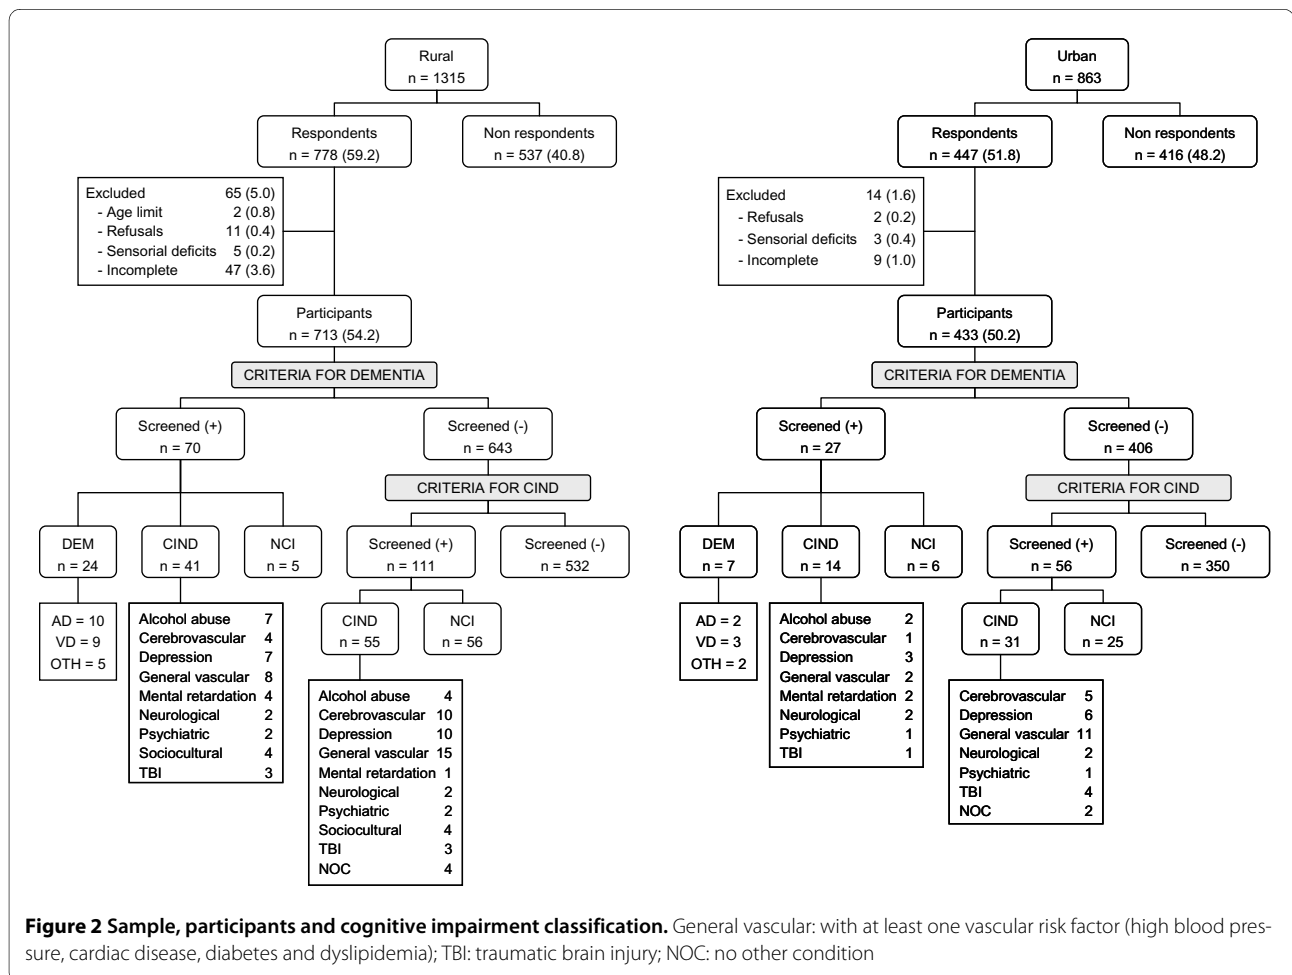 Rural
n = 1315
Respondents
n = 778 (59.2)
Non respondents
n = 537 (40.8)
Excluded 65 (5.0)
- Age limit 2 (0.8)
- Refusals 11 (0.4)
- Sensorial deficits 5 (0.2)
- Incomplete 47 (3.6)
Participants
n = 713 (54.2)
CRITERIA FOR DEMENTIA
Screened (+)
n = 70
Screened (-)
n = 643
CRITERIA FOR CIND
DEM
n = 24
CIND
n = 41
NCI
n = 5
Screened (+)
n = 111
Screened (-)
n = 532
AD = 10
VD = 9
OTH = 5
Alcohol abuse 7
Cerebrovascular 4
Depression 7
General vascular 8
Mental retardation 4
Neurological 2
Psychiatric 2
Sociocultural 4
TBI 3
CIND
n = 55
NCI
n = 56
Alcohol abuse 4
Cerebrovascular 10
Depression 10
General vascular 15
Mental retardation 1
Neurological 2
Psychiatric 2
Sociocultural 4
TBI 3
NOC 4
Urban
n = 863
Respondents
n = 447 (51.8)
Non respondents
n = 416 (48.2)
Excluded 14 (1.6)
- Refusals 2 (0.2)
- Sensorial deficits 3 (0.4)
- Incomplete 9 (1.0)
Participants
n = 433 (50.2)
CRITERIA FOR DEMENTIA
Screened (+)
n = 27
Screened (-)
n = 406
CRITERIA FOR CIND
DEM
n = 7
CIND
n = 14
NCI
n = 6
Screened (+)
n = 56
Screened (-)
n = 350
AD = 2
VD = 3
OTH = 2
Alcohol abuse 2
Cerebrovascular 1
Depression 3
General vascular 2
Mental retardation 2
Neurological 2
Psychiatric 1
TBI 1
CIND
n = 31
NCI
n = 25
Cerebrovascular 5
Depression 6
General vascular 11
Neurological 2
Psychiatric 1
TBI 4
NOC 2
Figure 2 Sample, participants and cognitive impairment classification. General vascular: with at least one vascular risk factor (high blood pres-
sure, cardiac disease, diabetes and dyslipidemia); TBI: traumatic brain injury; NOC: no other condition